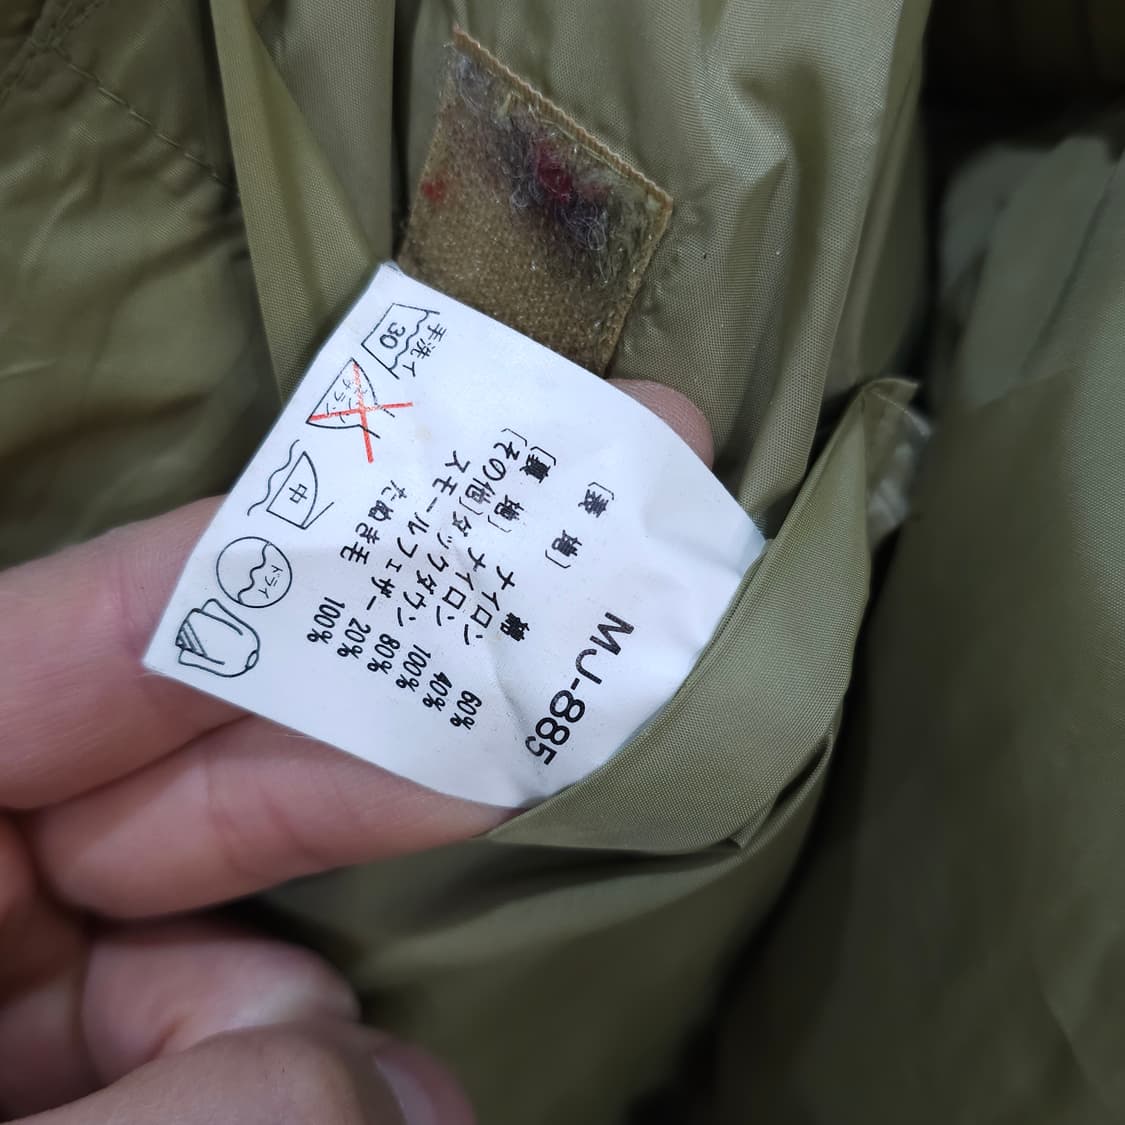 MJ-885
〔表 地〕 綿 60%
ナイロン 40%
〔裏 地〕 ナイロン 100%
〔その他〕 ダックダウン 80%
スモールフェザー 20%
たぬき毛 100%
手洗イ
30
中
ドライ